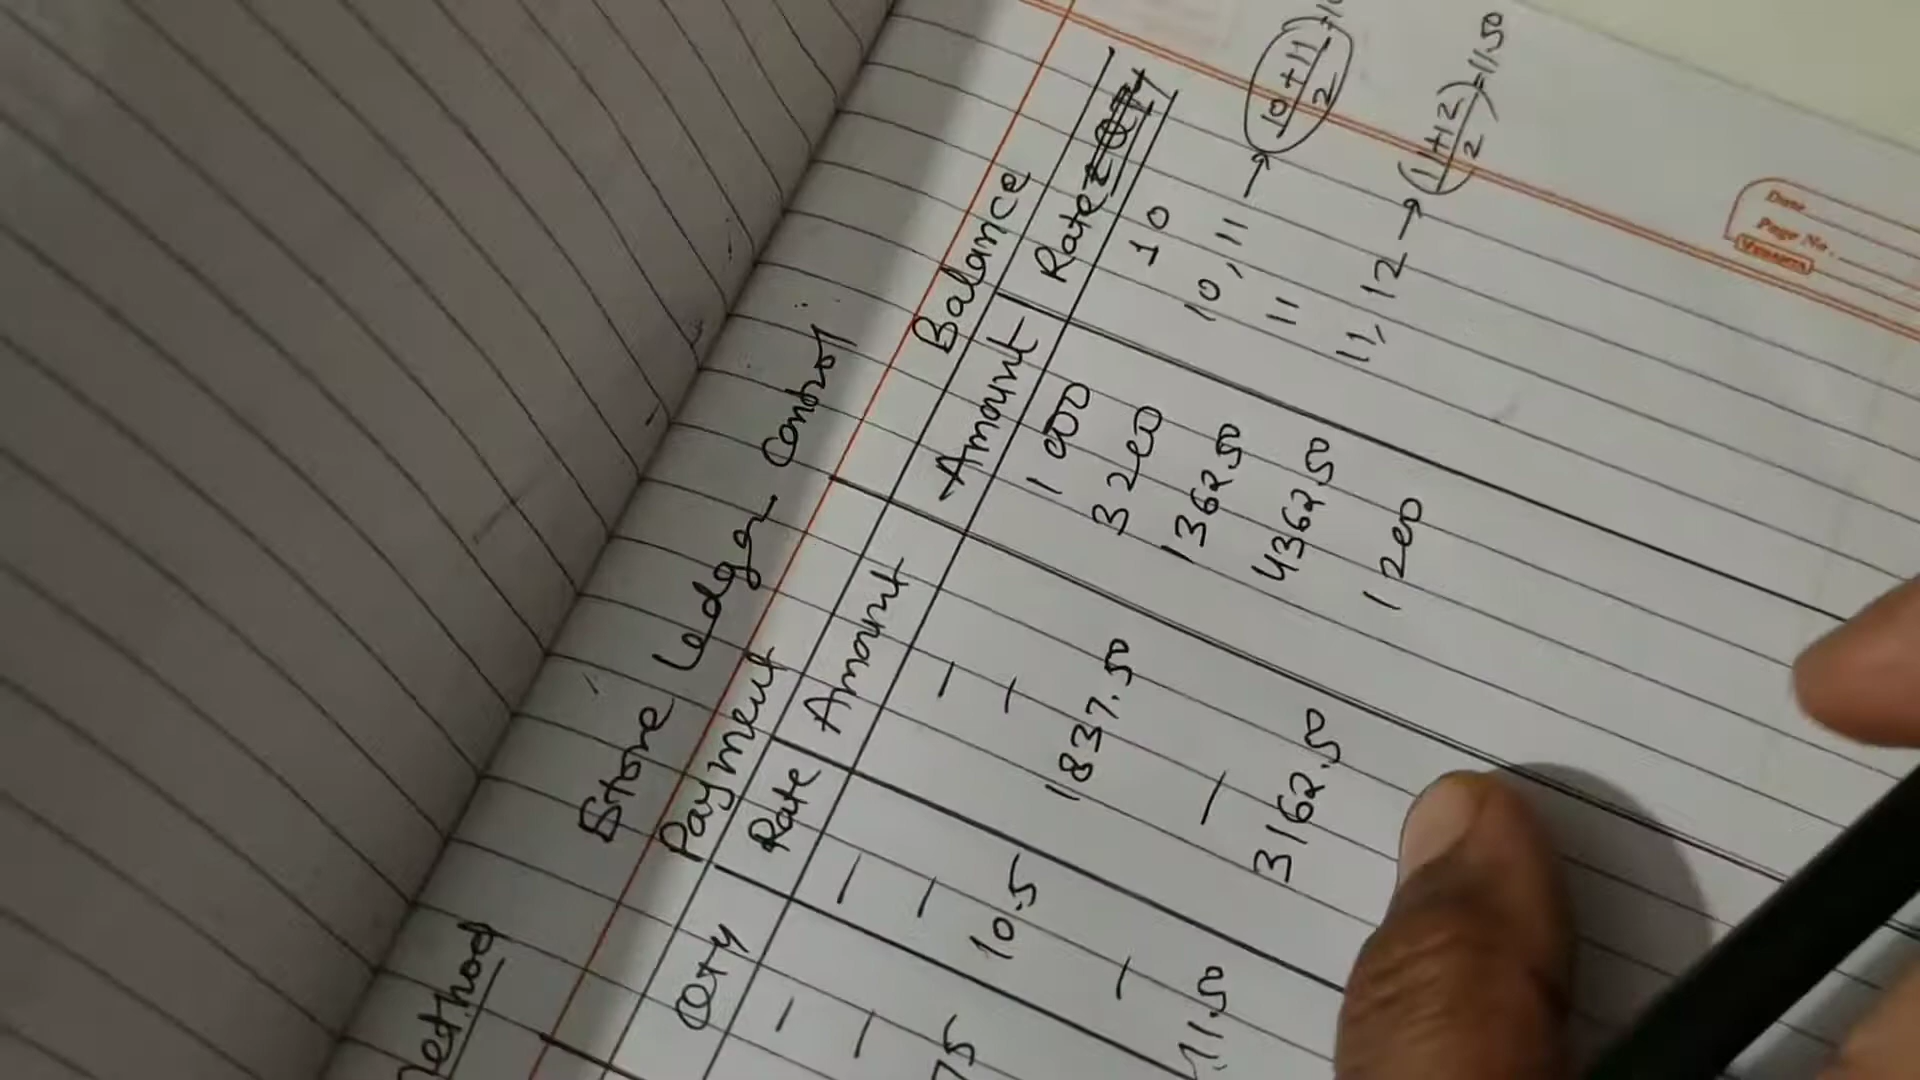 ethod
Store Ledger Control
Payment Balance
Qty Rate Amount Amount Rate
- - - 1000 10
- - - 3200 10, 11 → (10+11)/2
75 10.5 1837.50 1362.50 11
- - 4362.50 11, 12 → (11+12)/2 = 11.50
11.50 3162.50 1200
Date
Page No.